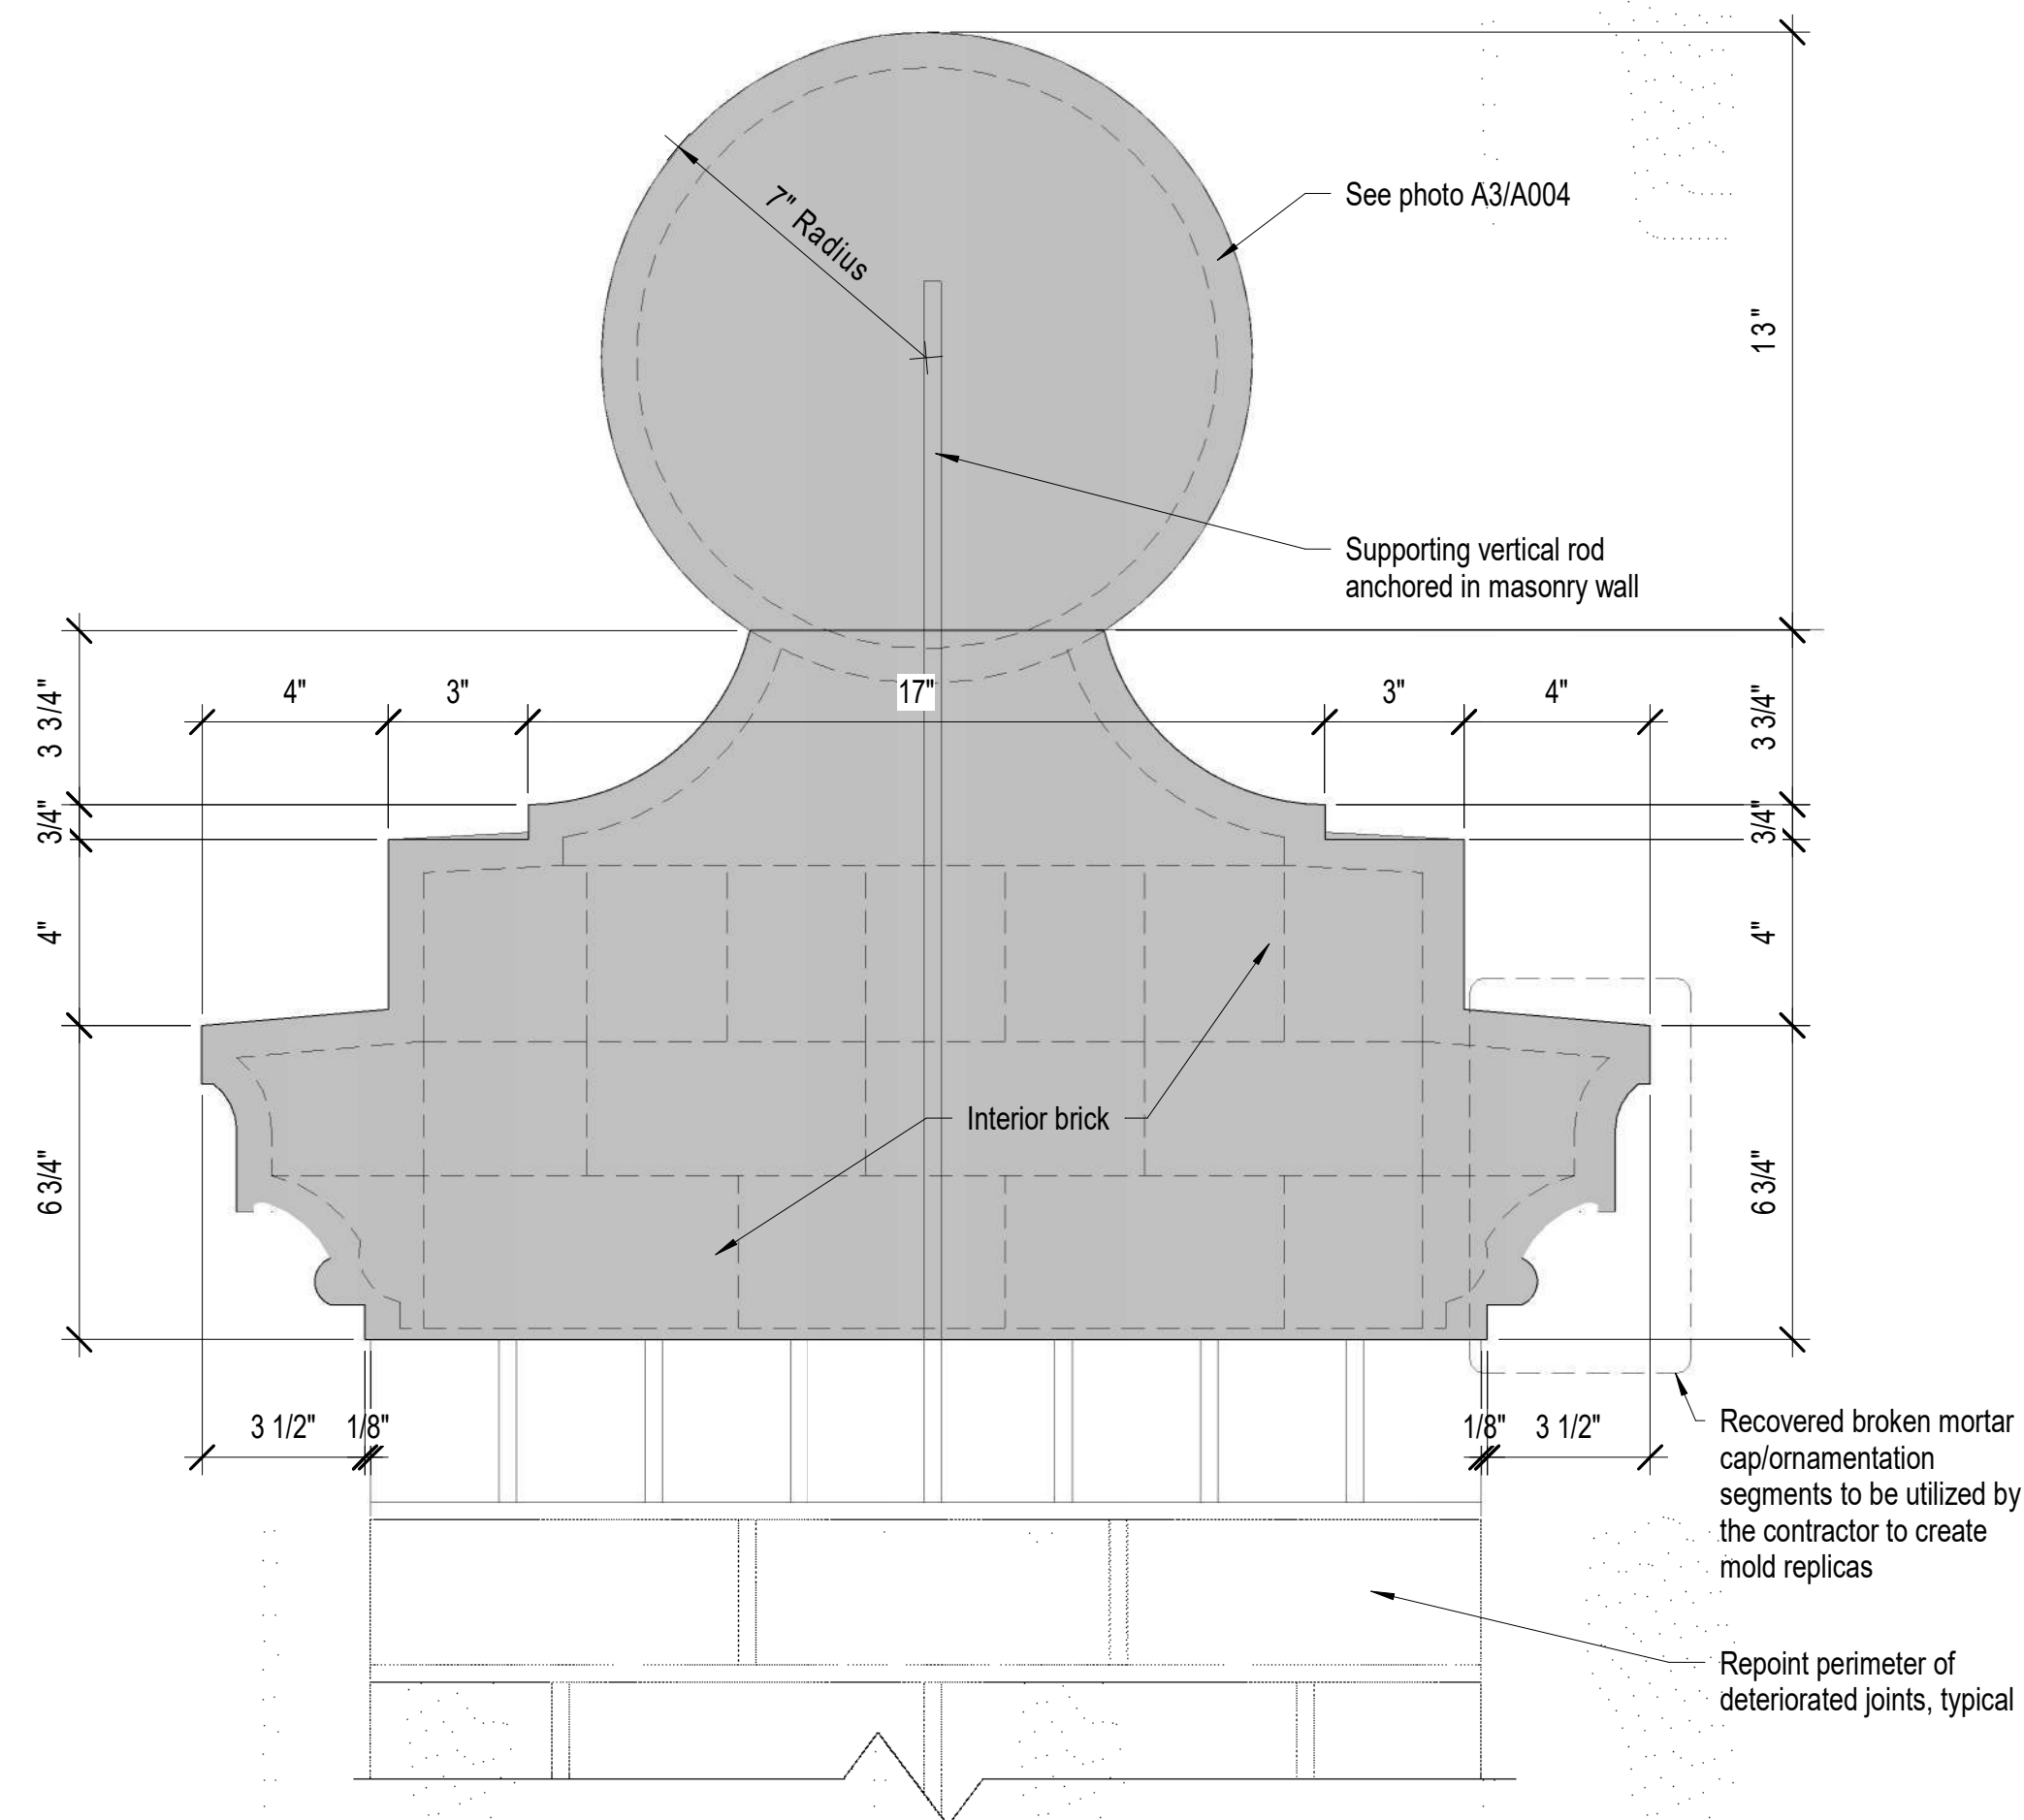 See photo A3/A004
7" Radius
13"
Supporting vertical rod
anchored in masonry wall
3 3/4"
4"
3"
17"
3"
4"
3 3/4"
3/4"
3/4"
4"
4"
Interior brick
6 3/4"
6 3/4"
3 1/2"
1/8"
1/8"
3 1/2"
Recovered broken mortar
cap/ornamentation
segments to be utilized by
the contractor to create
mold replicas
Repoint perimeter of
deteriorated joints, typical